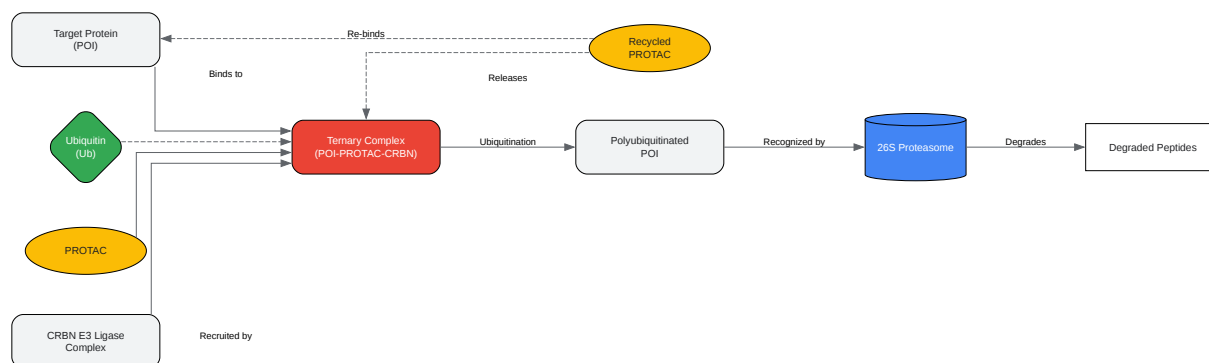 Target Protein
(POI)
Re-binds
Recycled
PROTAC
Binds to
Releases
Ubiquitin
(Ub)
Ternary Complex
(POI-PROTAC-CRBN)
Ubiquitination
Polyubiquitinated
POI
Recognized by
26S Proteasome
Degrades
Degraded Peptides
PROTAC
CRBN E3 Ligase
Complex
Recruited by